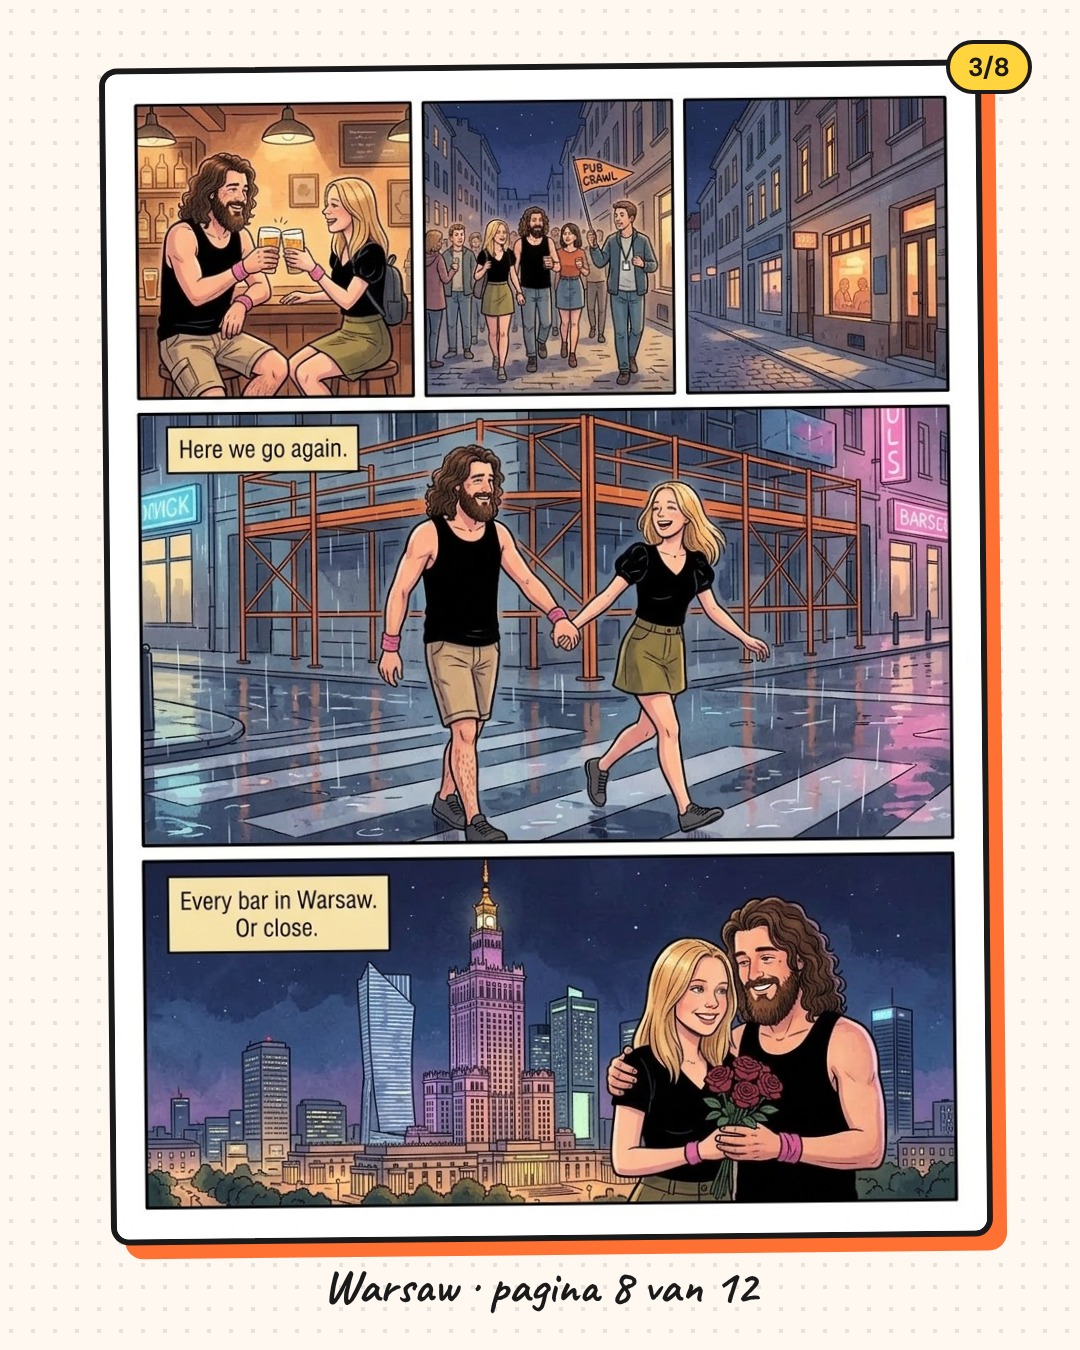 3/8
PUB
CRAWL
Here we go again.
Every bar in Warsaw.
Or close.
Warsaw · pagina 8 van 12